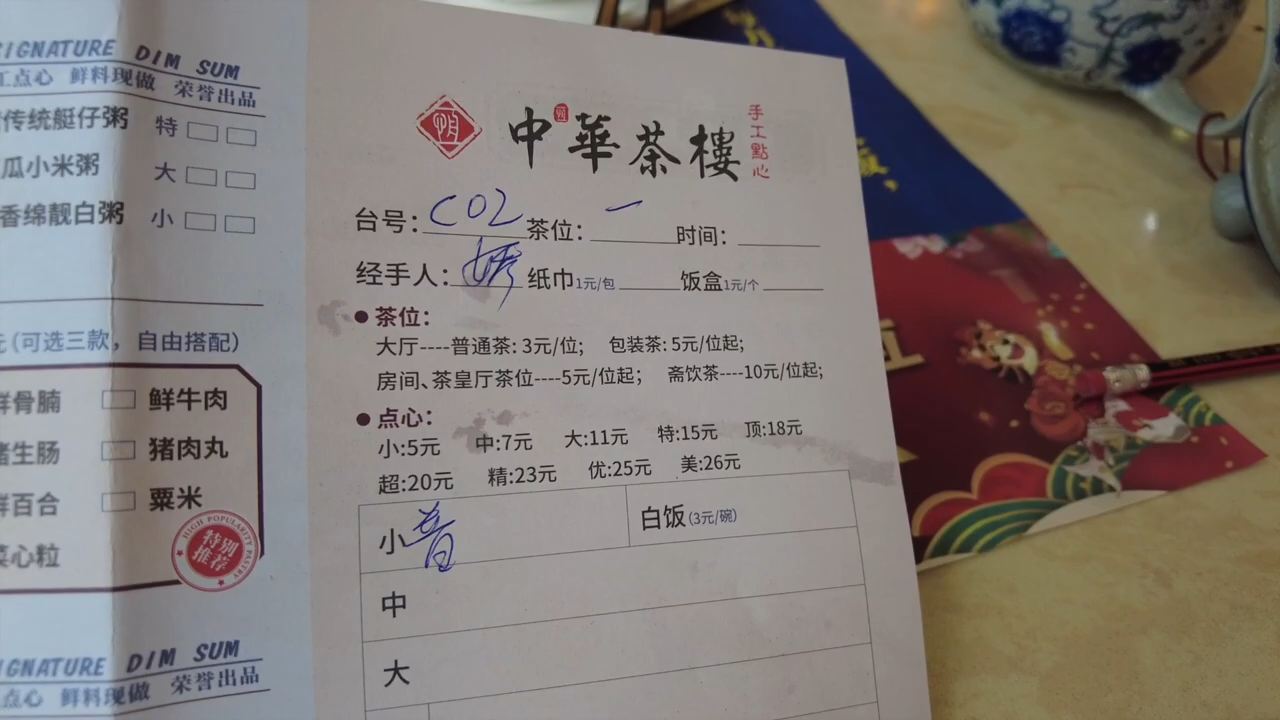 SIGNATURE DIM SUM
工点心 鲜料现做 荣誉出品
传统艇仔粥 特
瓜小米粥 大
香绵靓白粥 小
元(可选三款，自由搭配)
鲜骨腩 鲜牛肉
猪生肠 猪肉丸
鲜百合 粟米
菜心粒
HIGH POPULARITY PASTRY
特别
推荐
SIGNATURE DIM SUM
点心 鲜料现做 荣誉出品
中華茶樓
手工點心
台号: C02 茶位: 一 时间:
经手人: 纸巾1元/包 饭盒1元/个
● 茶位:
大厅----普通茶: 3元/位; 包装茶: 5元/位起;
房间、茶皇厅茶位----5元/位起; 斋饮茶----10元/位起;
● 点心:
小:5元 中:7元 大:11元 特:15元 顶:18元
超:20元 精:23元 优:25元 美:26元
小 白饭(3元/碗)
中
大